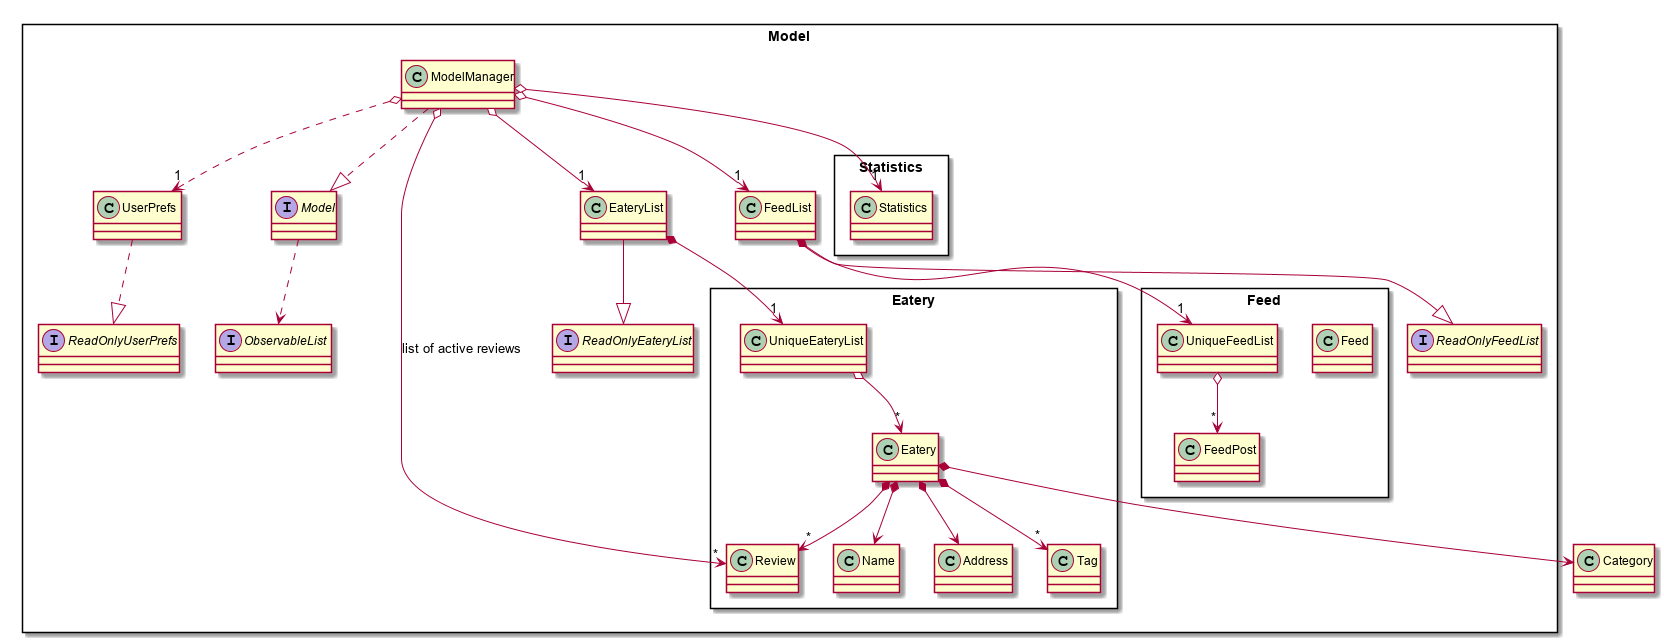 Model
C ModelManager
Statistics
1
1
1
1
C UserPrefs
I Model
C EateryList
C FeedList
C Statistics
Eatery
Feed
1
1
I ReadOnlyUserPrefs
I ObservableList
I ReadOnlyEateryList
C UniqueEateryList
C UniqueFeedList
C Feed
I ReadOnlyFeedList
list of active reviews
*
*
C Eatery
C FeedPost
*
*
*
C Review
C Name
C Address
C Tag
C Category